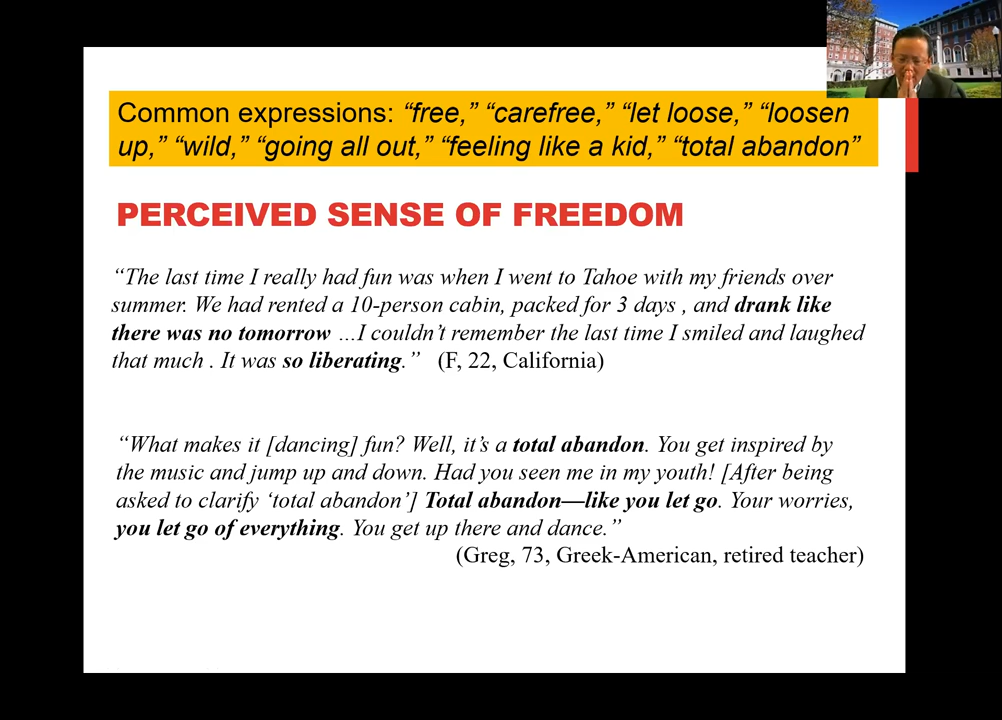 Common expressions: “free,” “carefree,” “let loose,” “loosen
up,” “wild,” “going all out,” “feeling like a kid,” “total abandon”
PERCEIVED SENSE OF FREEDOM
“The last time I really had fun was when I went to Tahoe with my friends over
summer. We had rented a 10-person cabin, packed for 3 days , and drank like
there was no tomorrow …I couldn’t remember the last time I smiled and laughed
that much . It was so liberating.” (F, 22, California)
“What makes it [dancing] fun? Well, it’s a total abandon. You get inspired by
the music and jump up and down. Had you seen me in my youth! [After being
asked to clarify ‘total abandon’] Total abandon—like you let go. Your worries,
you let go of everything. You get up there and dance.”
(Greg, 73, Greek-American, retired teacher)